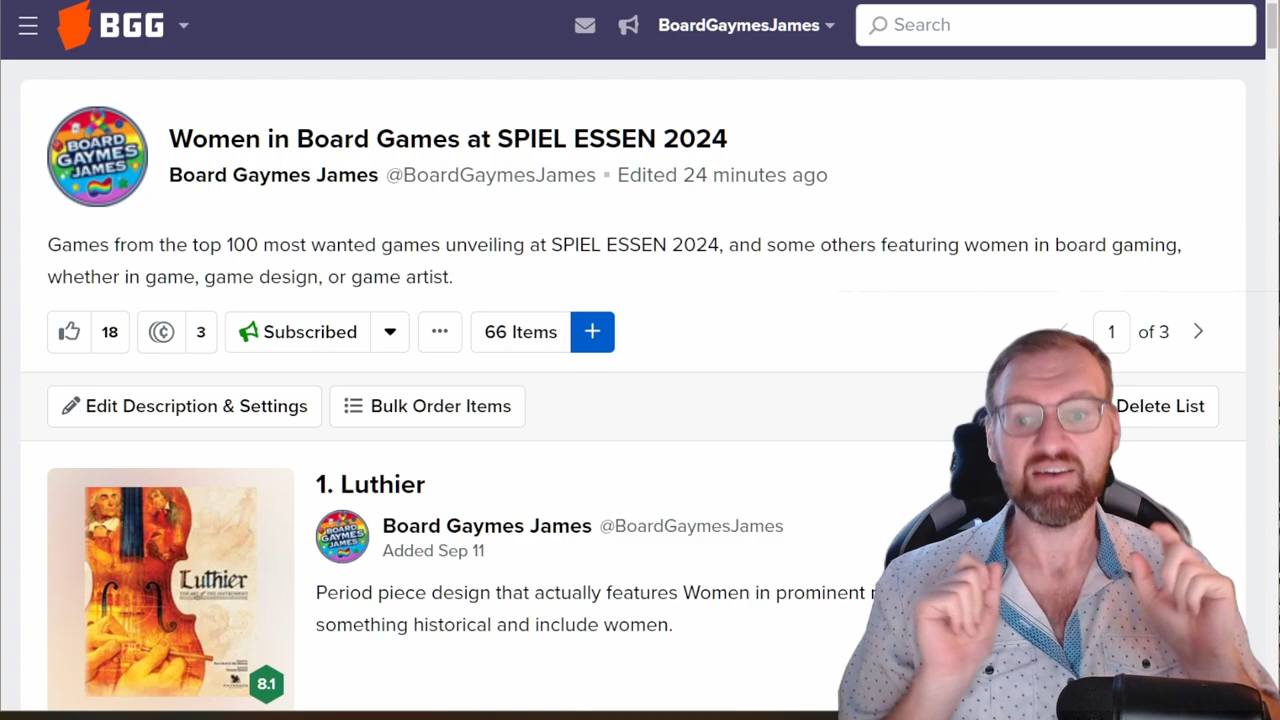 BGG
BoardGaymesJames
Search
BOARD
GAYMES
JAMES
Women in Board Games at SPIEL ESSEN 2024
Board Gaymes James @BoardGaymesJames Edited 24 minutes ago
Games from the top 100 most wanted games unveiling at SPIEL ESSEN 2024, and some others featuring women in board gaming,
whether in game, game design, or game artist.
18 3 Subscribed ... 66 Items + 1 of 3
Edit Description & Settings Bulk Order Items Delete List
1. Luthier
BOARD
GAYMES
JAMES
Board Gaymes James @BoardGaymesJames
Added Sep 11
Luthier
Period piece design that actually features Women in prominent
something historical and include women.
8.1